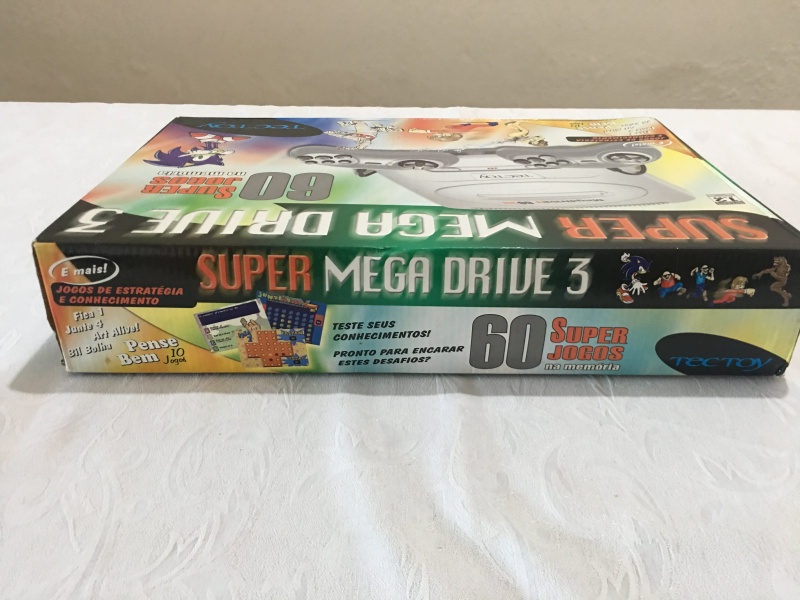 TECTOY
60 SUPER
JOGOS
na memória
TECTOY
SUPER MEGA DRIVE 3
E mais!
JOGOS DE ESTRATÉGIA
E CONHECIMENTO
Fica 1
Junte 4
Art Alive!
Bil Bolha
Pense
Bem 10
Jogos
SUPER MEGA DRIVE 3
TESTE SEUS
CONHECIMENTOS!
PRONTO PARA ENCARAR
ESTES DESAFIOS?
60 SUPER
JOGOS
na memória
TECTOY